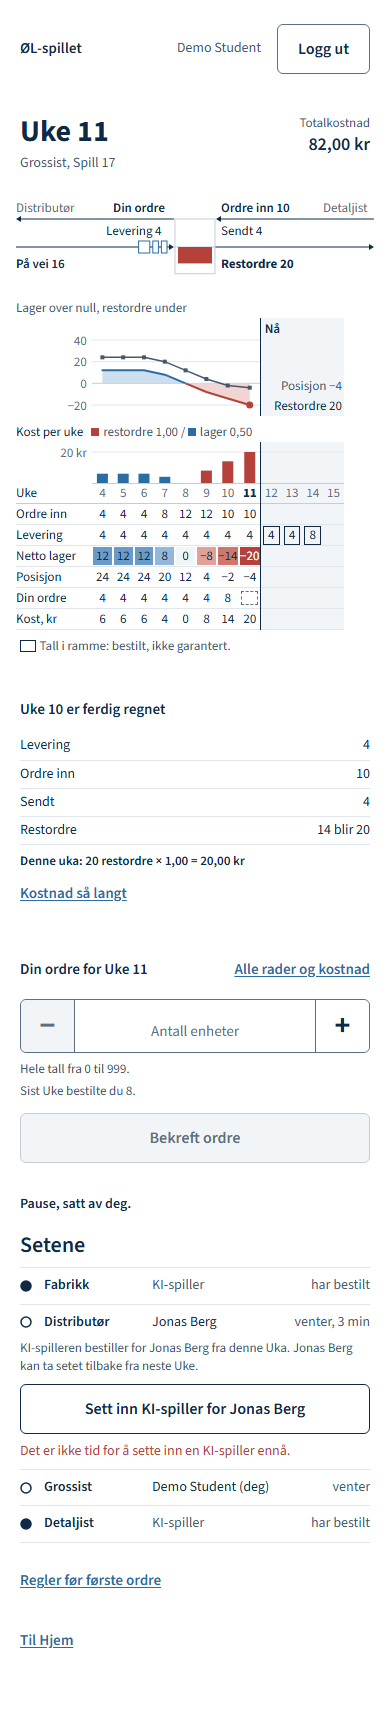 ØL-spillet Demo Student Logg ut
Uke 11 Totalkostnad
82,00 kr
Grossist, Spill 17
Distributør Din ordre Ordre inn 10 Detaljist
Levering 4 Sendt 4
På vei 16 Restordre 20
Lager over null, restordre under
Nå
40
20
0 Posisjon −4
−20 Restordre 20
Kost per uke restordre 1,00 / lager 0,50
20 kr
Uke 4 5 6 7 8 9 10 11 12 13 14 15
Ordre inn 4 4 4 8 12 12 10 10
Levering 4 4 4 4 4 4 4 4 4 4 8
Netto lager 12 12 12 8 0 −8 −14 −20
Posisjon 24 24 24 20 12 4 −2 −4
Din ordre 4 4 4 4 4 4 8
Kost, kr 6 6 6 4 0 8 14 20
Tall i ramme: bestilt, ikke garantert.
Uke 10 er ferdig regnet
Levering 4
Ordre inn 10
Sendt 4
Restordre 14 blir 20
Denne uka: 20 restordre × 1,00 = 20,00 kr
Kostnad så langt
Din ordre for Uke 11 Alle rader og kostnad
− Antall enheter +
Hele tall fra 0 til 999.
Sist Uke bestilte du 8.
Bekreft ordre
Pause, satt av deg.
Setene
Fabrikk KI-spiller har bestilt
Distributør Jonas Berg venter, 3 min
KI-spilleren bestiller for Jonas Berg fra denne Uka. Jonas Berg
kan ta setet tilbake fra neste Uke.
Sett inn KI-spiller for Jonas Berg
Det er ikke tid for å sette inn en KI-spiller ennå.
Grossist Demo Student (deg) venter
Detaljist KI-spiller har bestilt
Regler før første ordre
Til Hjem